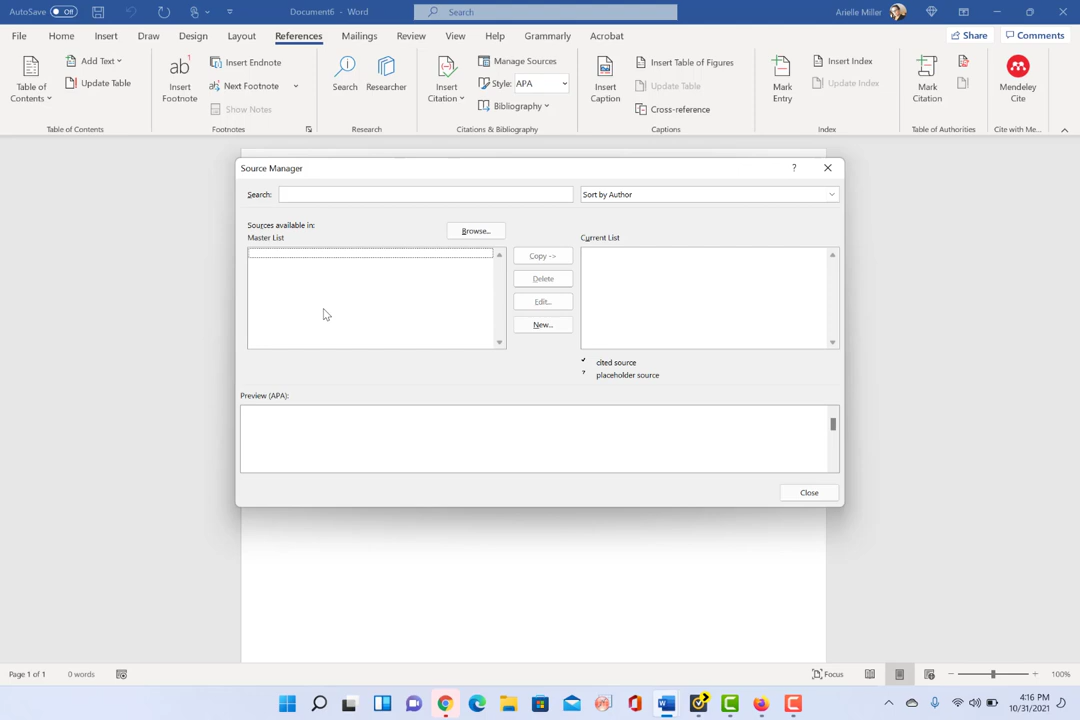 AutoSave Off Document6 - Word Search Arielle Miller
File Home Insert Draw Design Layout References Mailings Review View Help Grammarly Acrobat Share Comments
Table of Contents
Add Text
Update Table
Table of Contents
ab1
Insert Footnote
Insert Endnote
Next Footnote
Show Notes
Footnotes
Search
Researcher
Research
Insert Citation
Manage Sources
Style: APA
Bibliography
Citations & Bibliography
Insert Caption
Insert Table of Figures
Update Table
Cross-reference
Captions
Mark Entry
Insert Index
Update Index
Index
Mark Citation
Table of Authorities
Mendeley Cite
Cite with Me...
Source Manager ?
Search: Sort by Author
Sources available in: Browse...
Master List Current List
Copy ->
Delete
Edit...
New...
cited source
? placeholder source
Preview (APA):
Close
Page 1 of 1 0 words Focus 100%
4:16 PM
10/31/2021